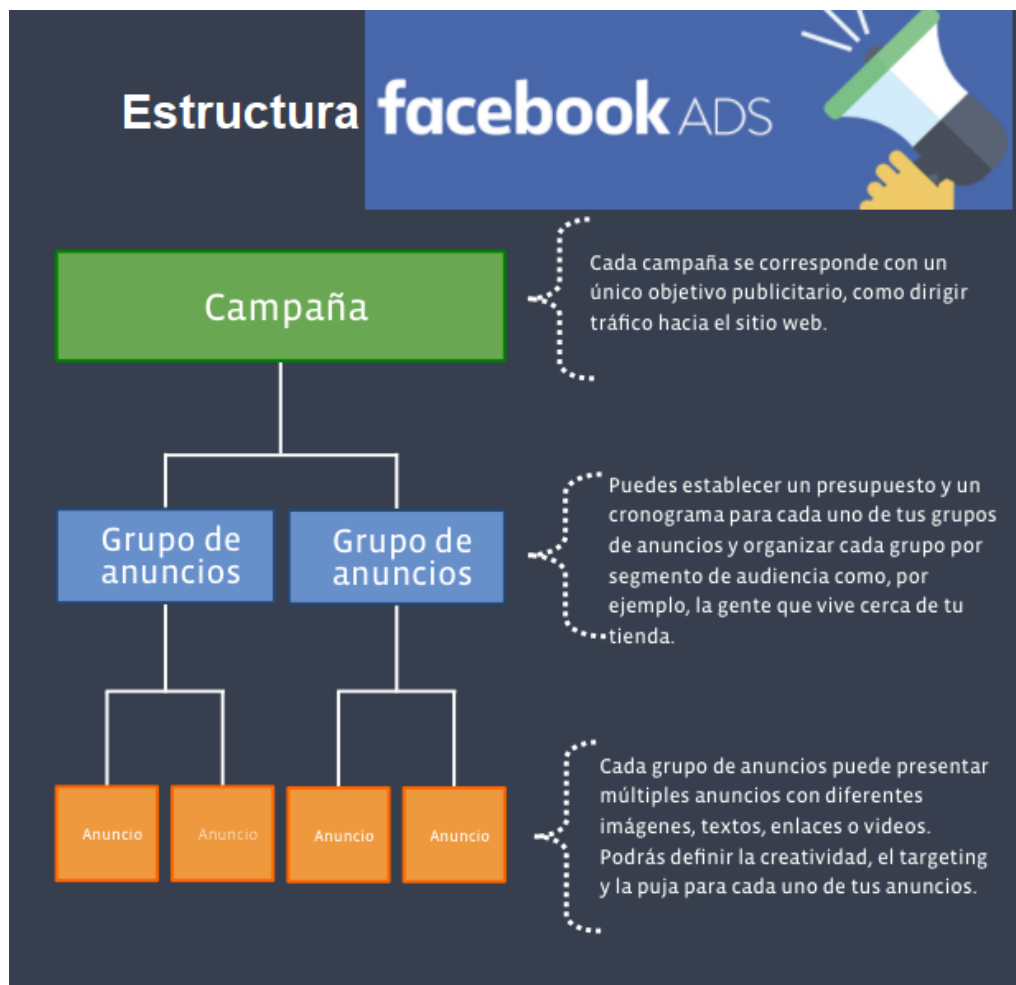 Estructura facebook ADS
Campaña
Cada campaña se corresponde con un
único objetivo publicitario, como dirigir
tráfico hacia el sitio web.
Grupo de
anuncios
Grupo de
anuncios
Puedes establecer un presupuesto y un
cronograma para cada uno de tus grupos
de anuncios y organizar cada grupo por
segmento de audiencia como, por
ejemplo, la gente que vive cerca de tu
tienda.
Anuncio
Anuncio
Anuncio
Anuncio
Cada grupo de anuncios puede presentar
múltiples anuncios con diferentes
imágenes, textos, enlaces o videos.
Podrás definir la creatividad, el targeting
y la puja para cada uno de tus anuncios.